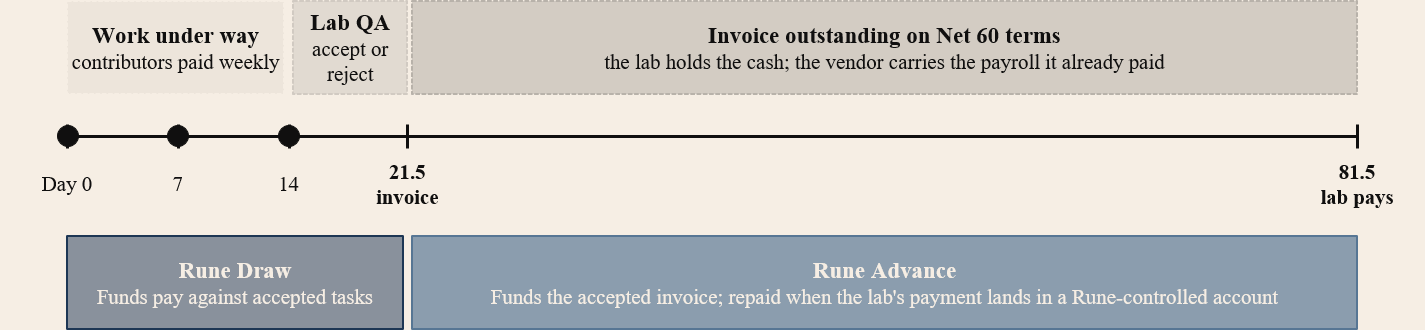 Work under way
contributors paid weekly
Lab QA
accept or
reject
Invoice outstanding on Net 60 terms
the lab holds the cash; the vendor carries the payroll it already paid
Day 0
7
14
21.5
invoice
81.5
lab pays
Rune Draw
Funds pay against accepted tasks
Rune Advance
Funds the accepted invoice; repaid when the lab's payment lands in a Rune-controlled account